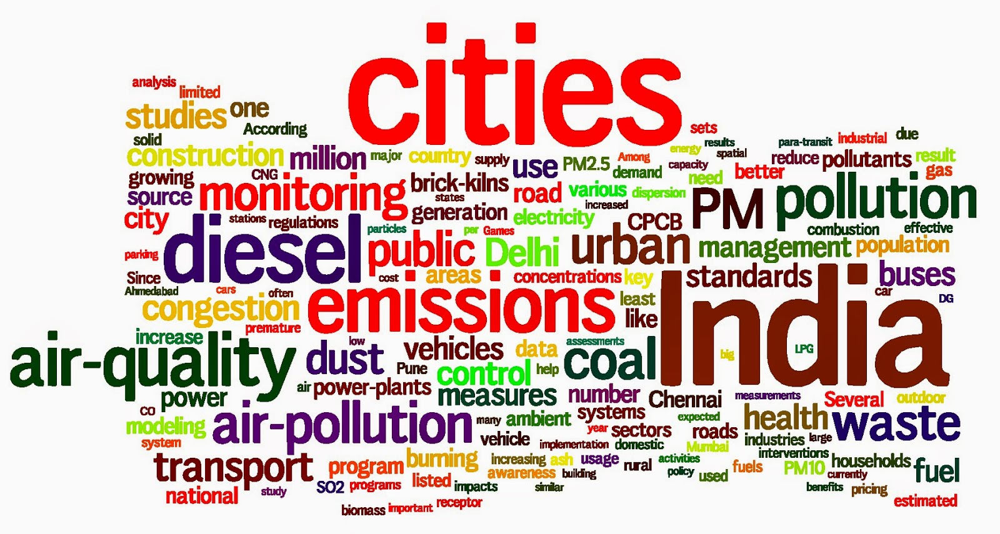 cities
analysis
limited
studies
one
According
sets
solid
results
para-transit
industrial
due
construction
million
major
country
supply
use
PM2.5
Among
energy
spatial
reduce
pollutants
result
growing
CNG
demand
capacity
need
better
gas
source
monitoring
brick-kilns
states
road
various
dispersion
increased
PM
pollution
city
stations
regulations
generation
electricity
CPCB
combustion
effective
diesel
particles
per
Games
public
Delhi
urban
management
population
parking
Since
cost
areas
concentrations
key
standards
buses
Ahmedabad
cars
often
car
DG
congestion
emissions
least
like
India
premature
increase
air-quality
low
dust
vehicles
data
assessments
coal
big
LPG
Pune
control
help
air
power-plants
power
measures
number
Chennai
measurements
Several
outdoor
co
modeling
air-pollution
many
ambient
systems
expected
health
waste
year
sectors
roads
industries
large
system
vehicle
implementation
domestic
Mumbai
interventions
transport
program
burning
increasing
ash
usage
activities
rural
policy
used
fuels
PM10
households
currently
fuel
awareness
building
national
study
SO2
programs
listed
impacts
similar
benefits
pricing
biomass
important
receptor
estimated